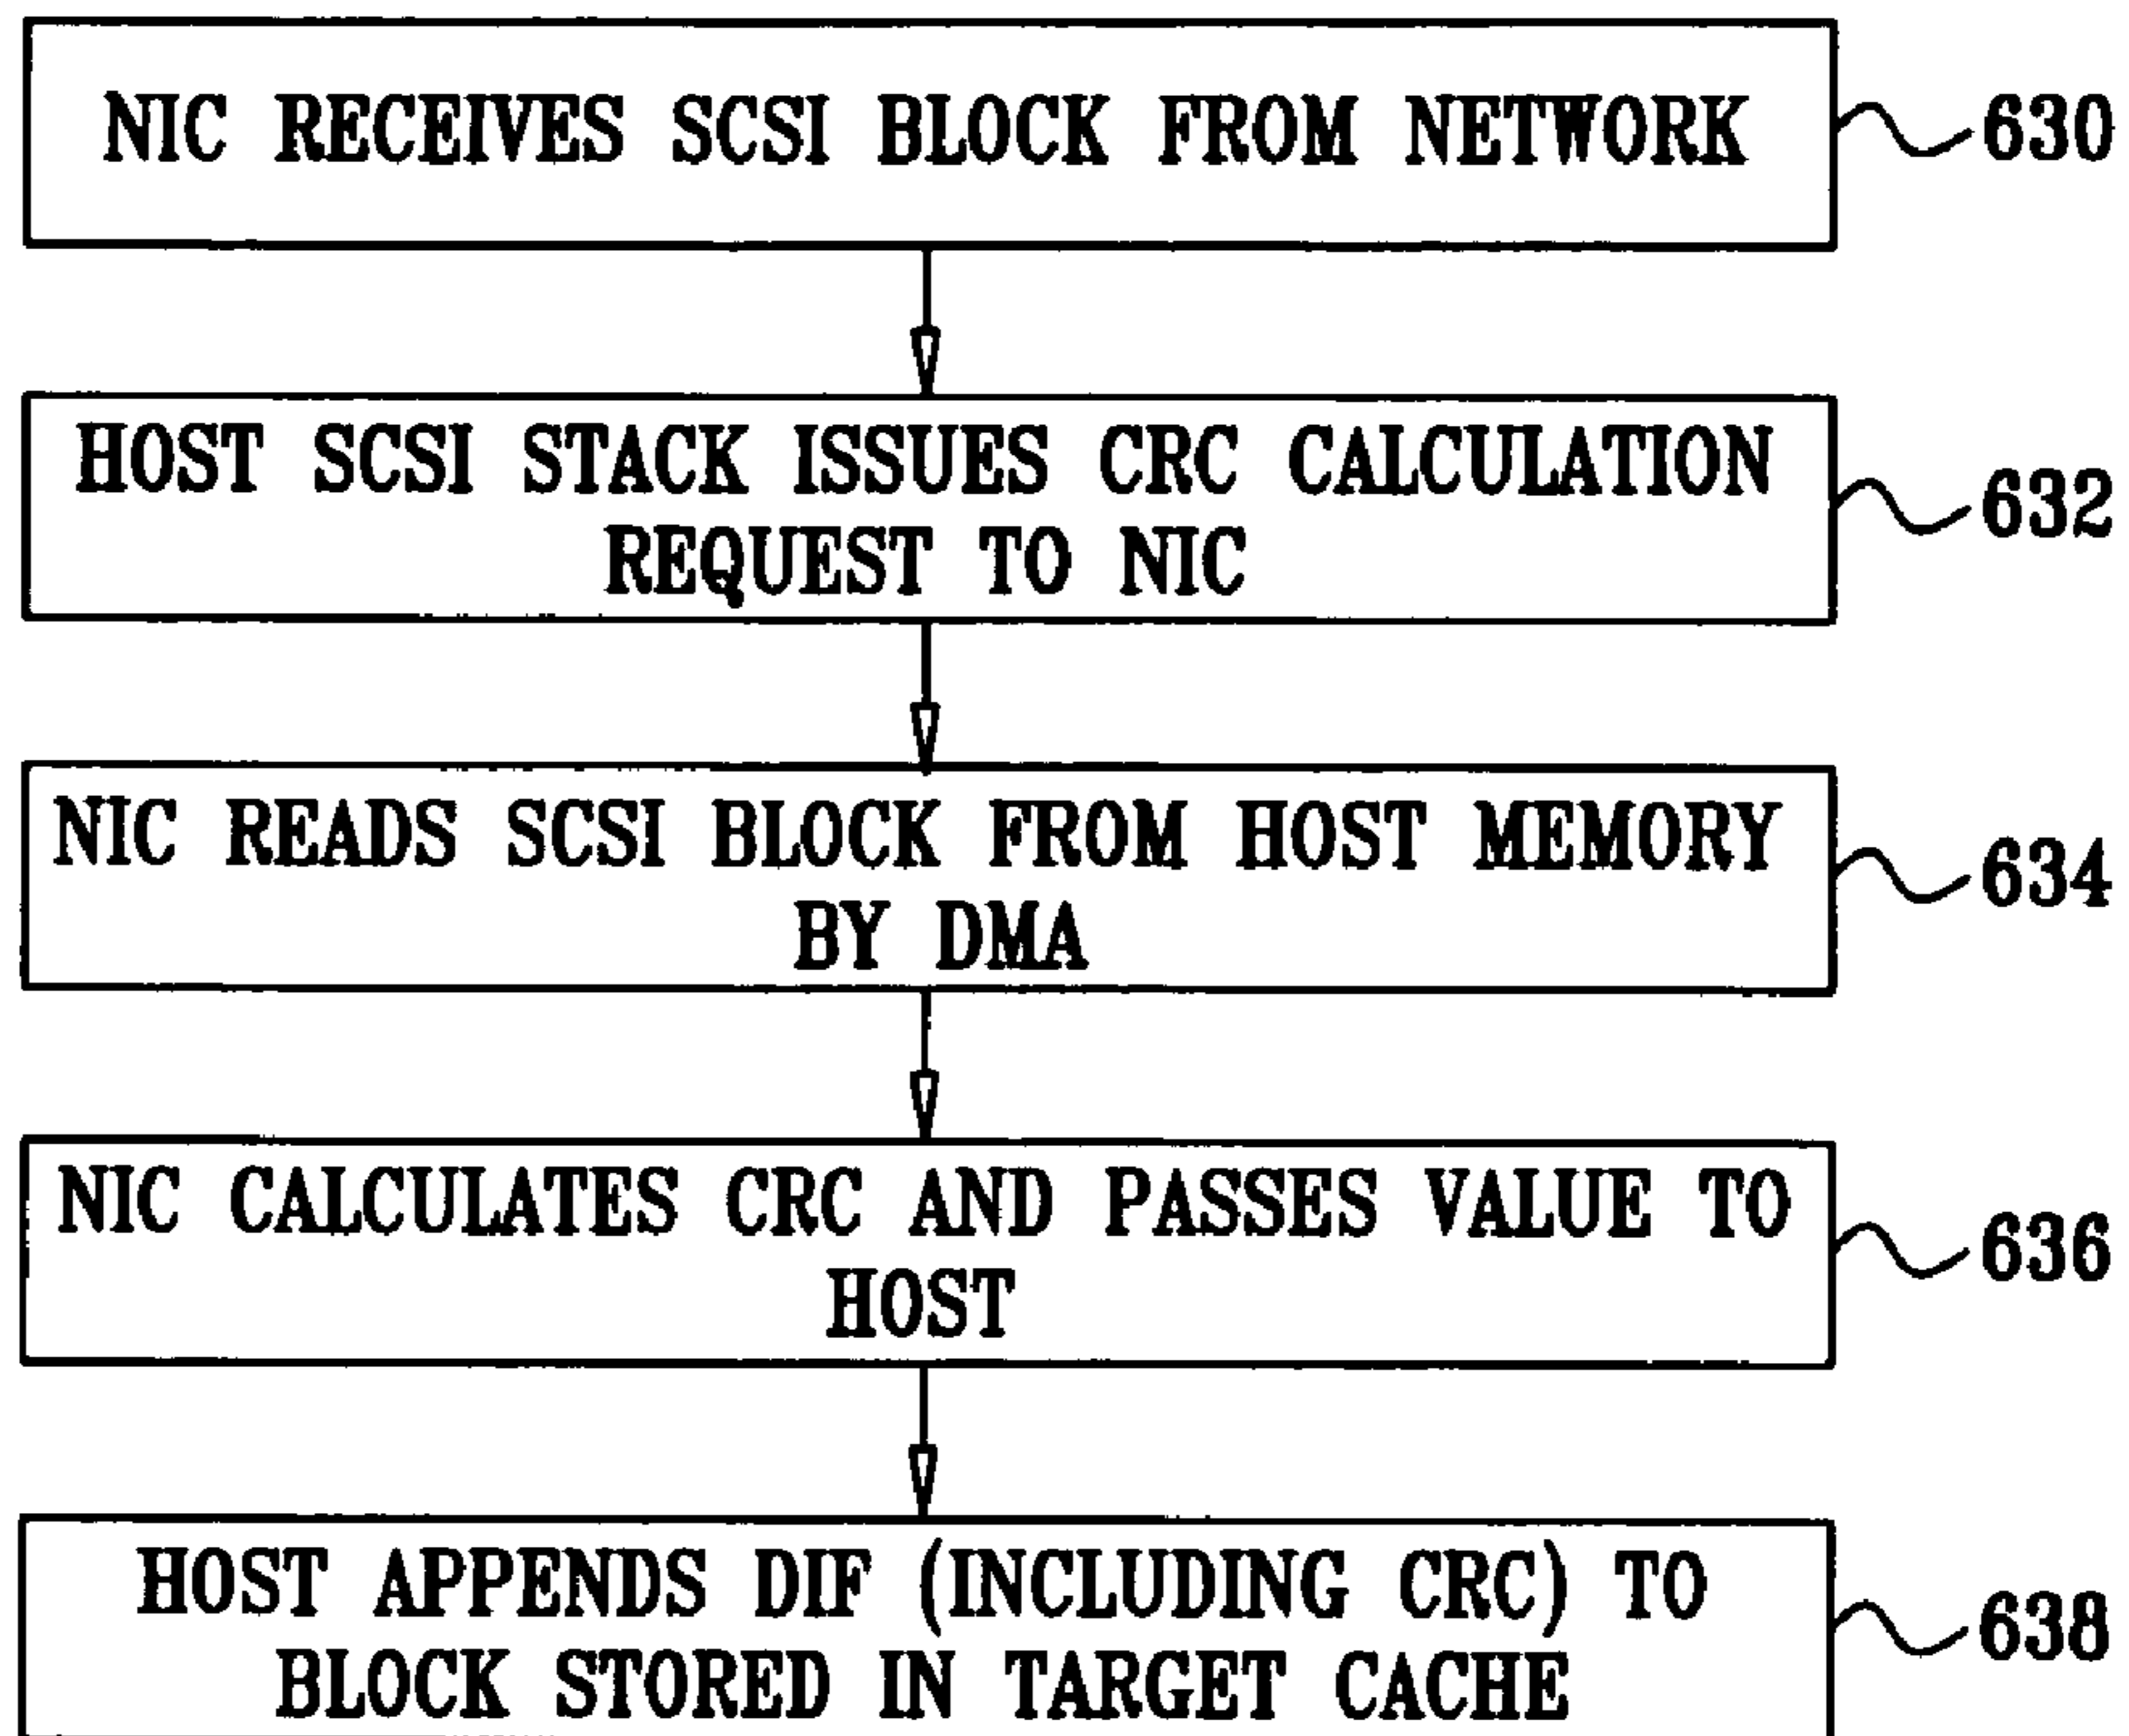 NIC RECEIVES SCSI BLOCK FROM NETWORK
630
HOST SCSI STACK ISSUES CRC CALCULATION
REQUEST TO NIC
632
NIC READS SCSI BLOCK FROM HOST MEMORY
BY DMA
634
NIC CALCULATES CRC AND PASSES VALUE TO
HOST
636
HOST APPENDS DIF (INCLUDING CRC) TO
BLOCK STORED IN TARGET CACHE
638